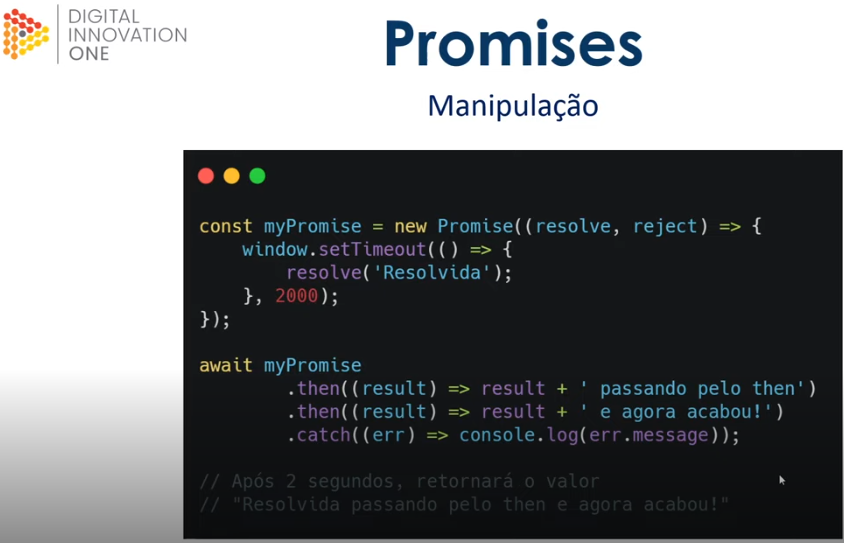 DIGITAL
INNOVATION
ONE
Promises
Manipulação
const myPromise = new Promise((resolve, reject) => {
    window.setTimeout(() => {
        resolve('Resolvida');
    }, 2000);
});
await myPromise
        .then((result) => result + ' passando pelo then')
        .then((result) => result + ' e agora acabou!')
        .catch((err) => console.log(err.message));
// Após 2 segundos, retornará o valor
// "Resolvida passando pelo then e agora acabou!"